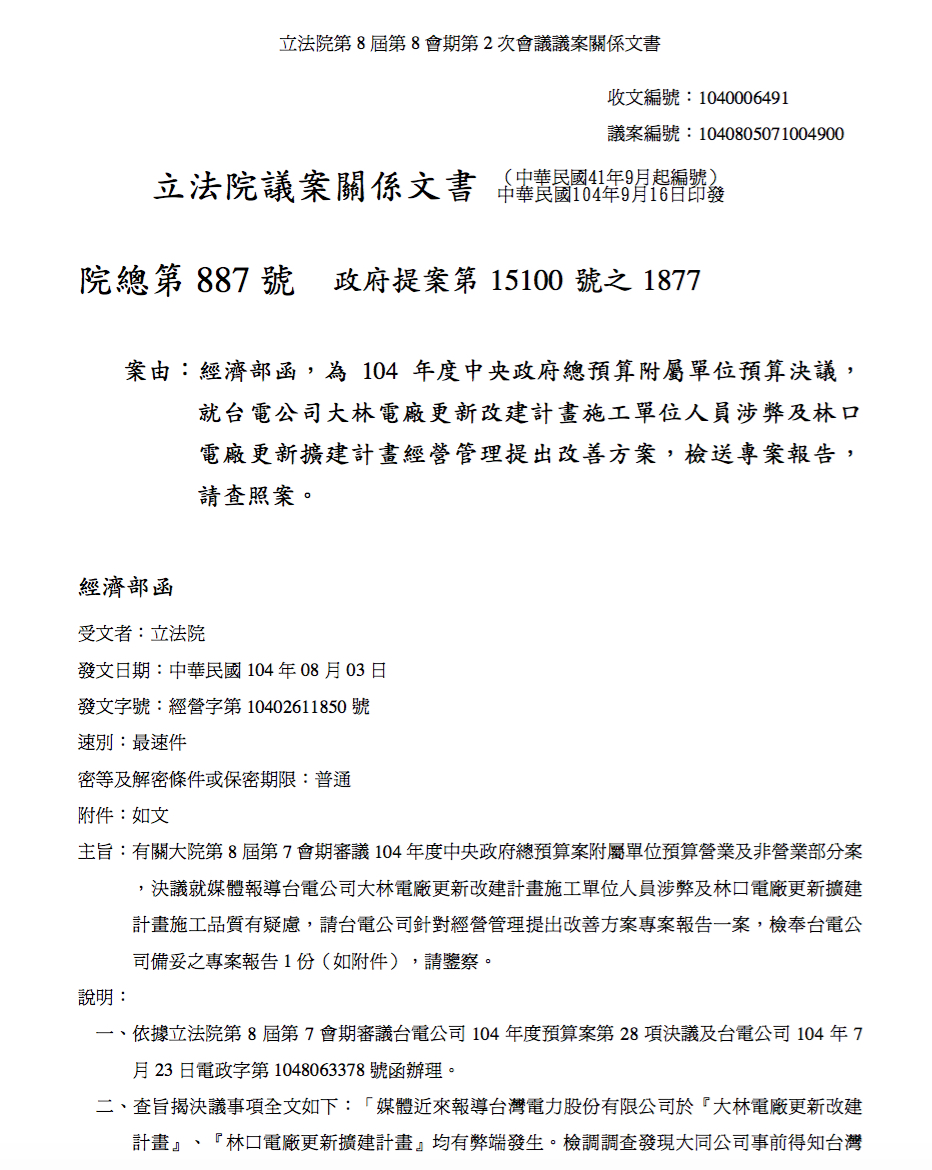 立法院第 8 屆第 8 會期第 2 次會議議案關係文書
收文編號：1040006491
議案編號：1040805071004900
立法院議案關係文書 （中華民國41年9月起編號）
中華民國104年9月16日印發
院總第 887 號 政府提案第 15100 號之 1877
案由：經濟部函，為 104 年度中央政府總預算附屬單位預算決議，
就台電公司大林電廠更新改建計畫施工單位人員涉弊及林口
電廠更新擴建計畫經營管理提出改善方案，檢送專案報告，
請查照案。
經濟部函
受文者：立法院
發文日期：中華民國 104 年 08 月 03 日
發文字號：經營字第 10402611850 號
速別：最速件
密等及解密條件或保密期限：普通
附件：如文
主旨：有關大院第 8 屆第 7 會期審議 104 年度中央政府總預算案附屬單位預算營業及非營業部分案
，決議就媒體報導台電公司大林電廠更新改建計畫施工單位人員涉弊及林口電廠更新擴建
計畫施工品質有疑慮，請台電公司針對經營管理提出改善方案專案報告一案，檢奉台電公
司備妥之專案報告 1 份（如附件），請鑒察。
說明：
一、依據立法院第 8 屆第 7 會期審議台電公司 104 年度預算案第 28 項決議及台電公司 104 年 7
月 23 日電政字第 1048063378 號函辦理。
二、查旨揭決議事項全文如下：「媒體近來報導台灣電力股份有限公司於『大林電廠更新改建
計畫』、『林口電廠更新擴建計畫』均有弊端發生。檢調調查發現大同公司事前得知台灣